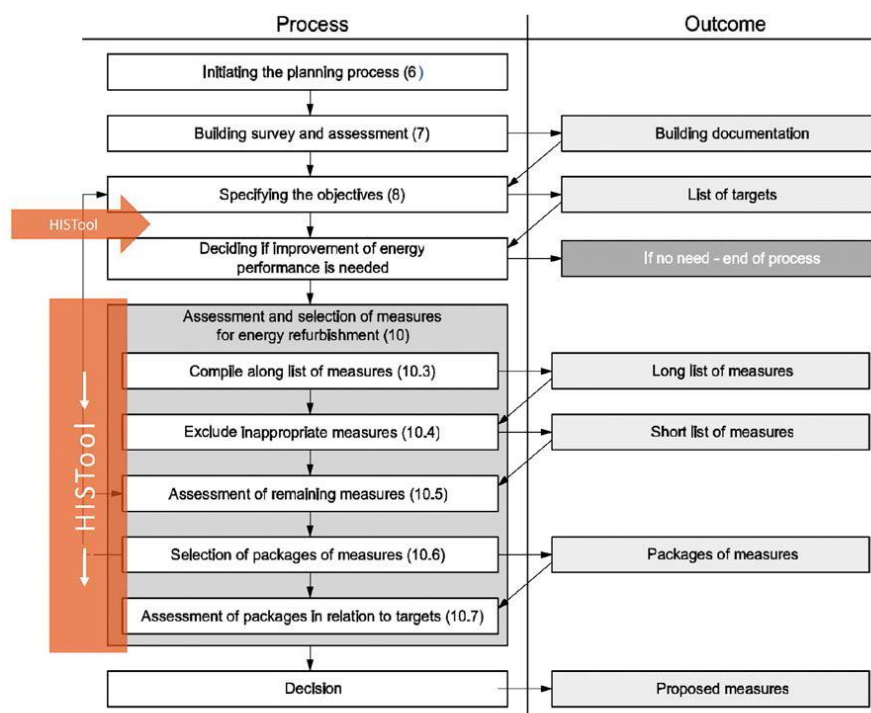 Process
Outcome
Initiating the planning process (6)
Building survey and assessment (7)
Building documentation
Specifying the objectives (8)
List of targets
HISTool
Deciding if improvement of energy
performance is needed
If no need - end of process
Assessment and selection of measures
for energy refurbishment (10)
Compile along list of measures (10.3)
Long list of measures
Exclude inappropriate measures (10.4)
Short list of measures
HISTool
Assessment of remaining measures (10.5)
Selection of packages of measures (10.6)
Packages of measures
Assessment of packages in relation to targets (10.7)
Decision
Proposed measures